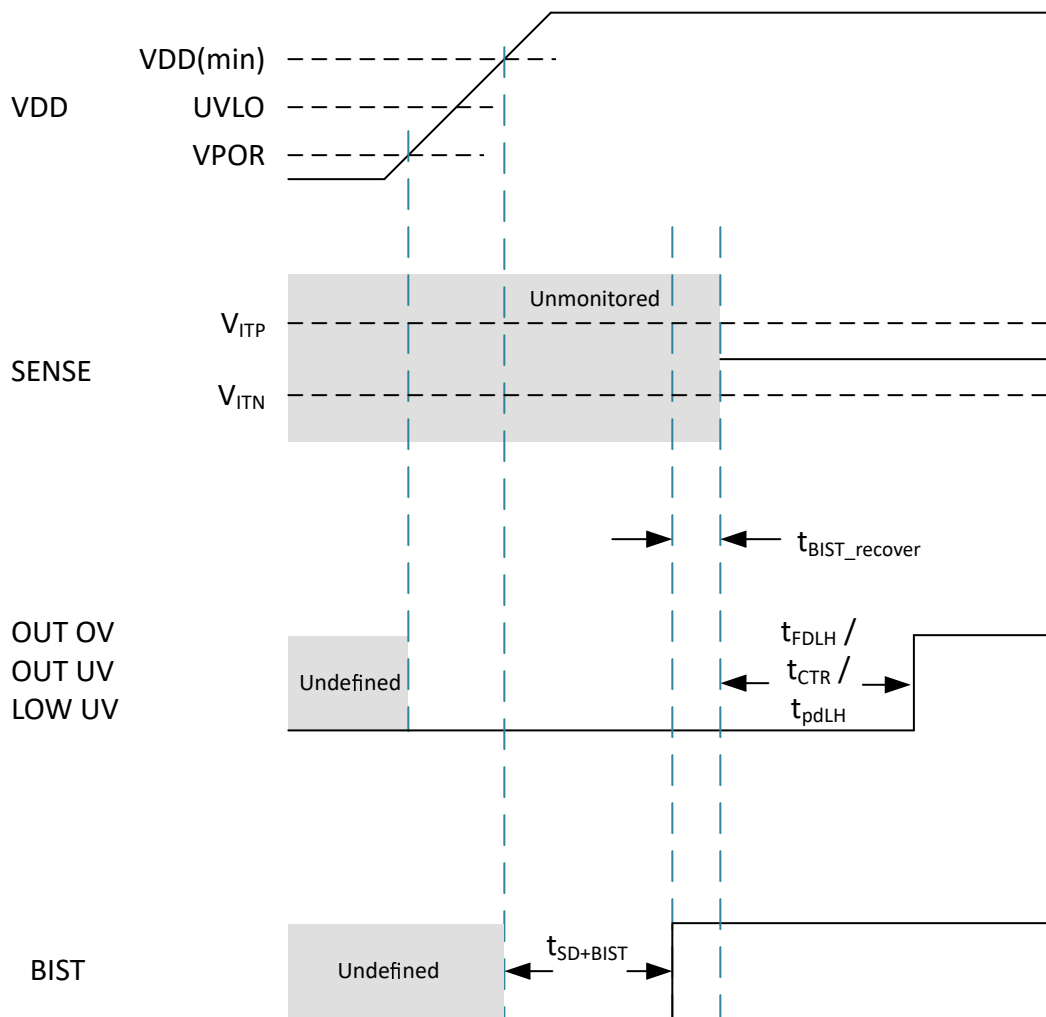 VDD(min)
VDD
UVLO
VPOR
Unmonitored
VITP
SENSE
VITN
tBIST_recover
OUT OV
OUT UV
LOW UV
Undefined
tFDLH /
tCTR /
tpdLH
BIST
Undefined
tSD+BIST